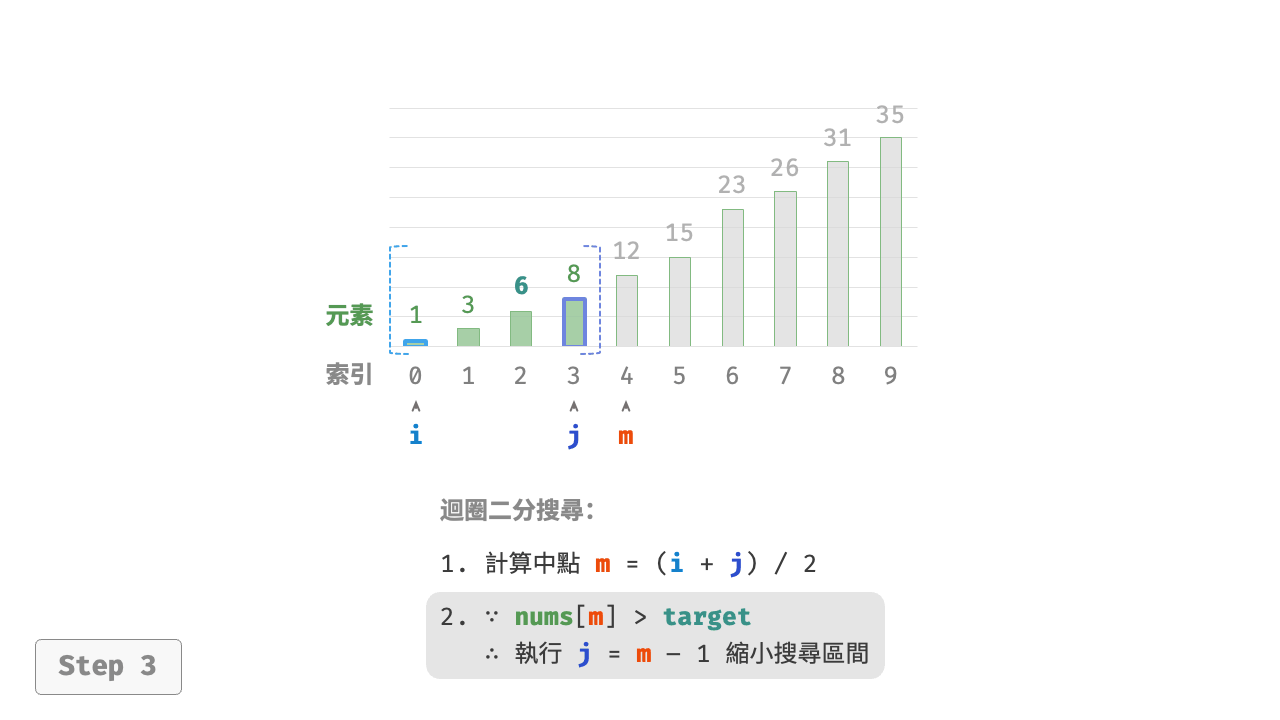 35
31
26
23
15
12
8
6
3
元素 1
索引 0 1 2 3 4 5 6 7 8 9
i j m
迴圈二分搜尋:
1. 計算中點 m = (i + j) / 2
2. ∵ nums[m] > target
∴ 執行 j = m − 1 縮小搜尋區間
Step 3